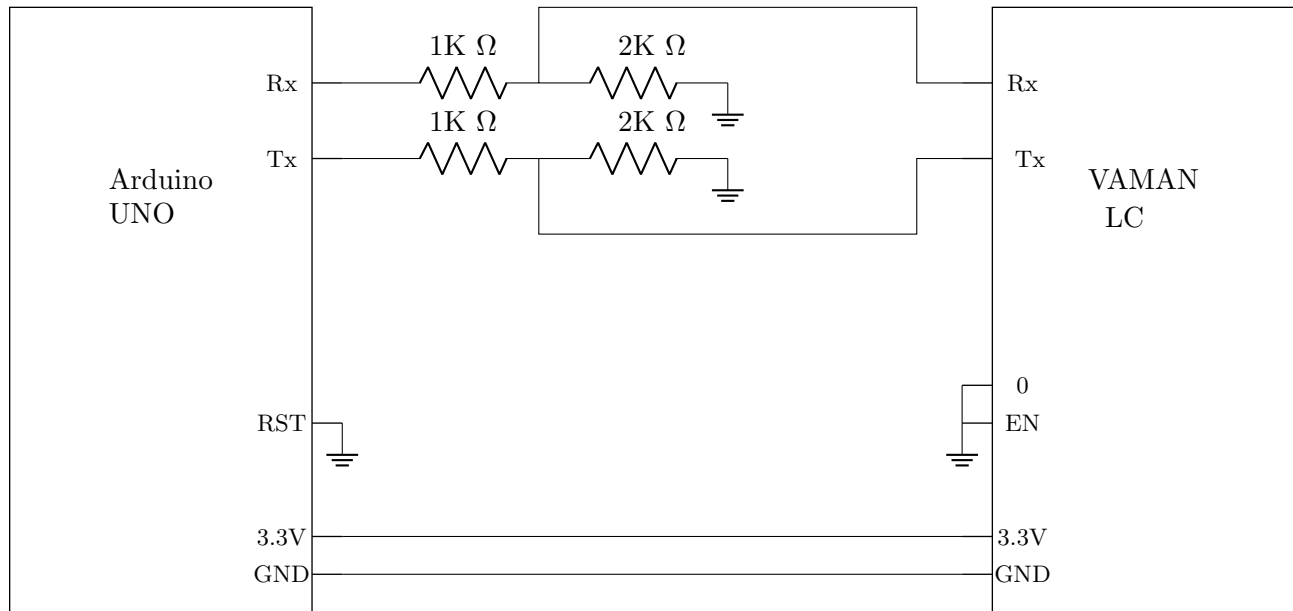 1K Ω
2K Ω
Rx
Rx
1K Ω
2K Ω
Tx
Tx
Arduino
UNO
VAMAN
LC
0
RST
EN
3.3V
3.3V
GND
GND